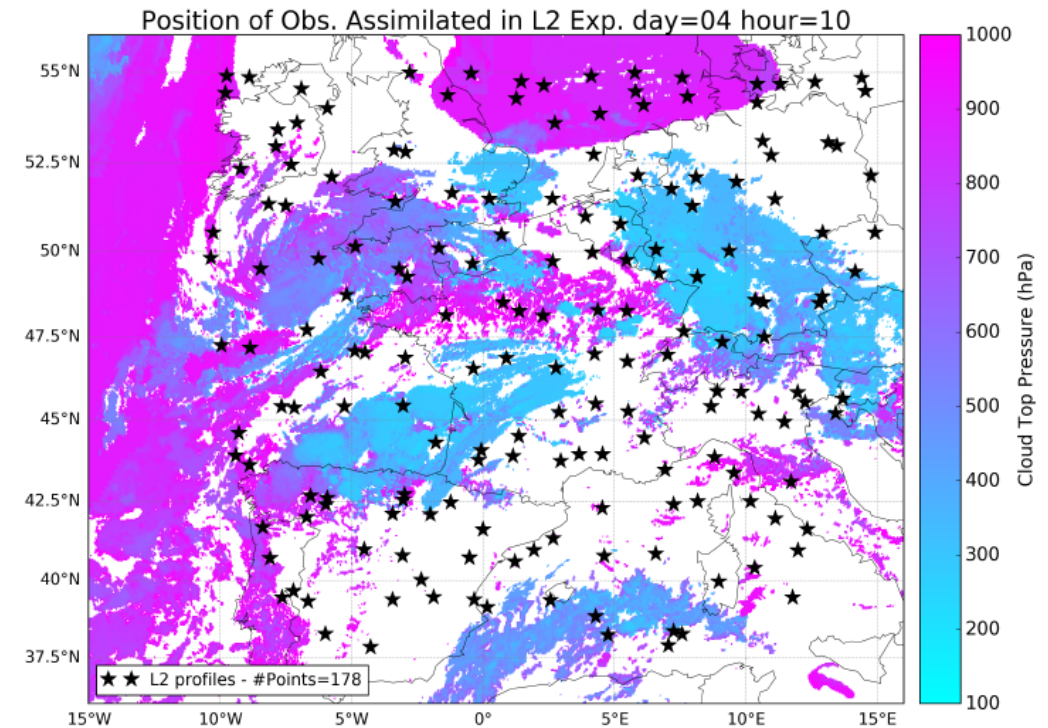 Position of Obs. Assimilated in L2 Exp. day=04 hour=10
55°N
52.5°N
50°N
47.5°N
45°N
42.5°N
40°N
37.5°N
L2 profiles - #Points=178
15°W
10°W
5°W
0°
5°E
10°E
15°E
1000
900
800
700
600
500
400
300
200
100
Cloud Top Pressure (hPa)